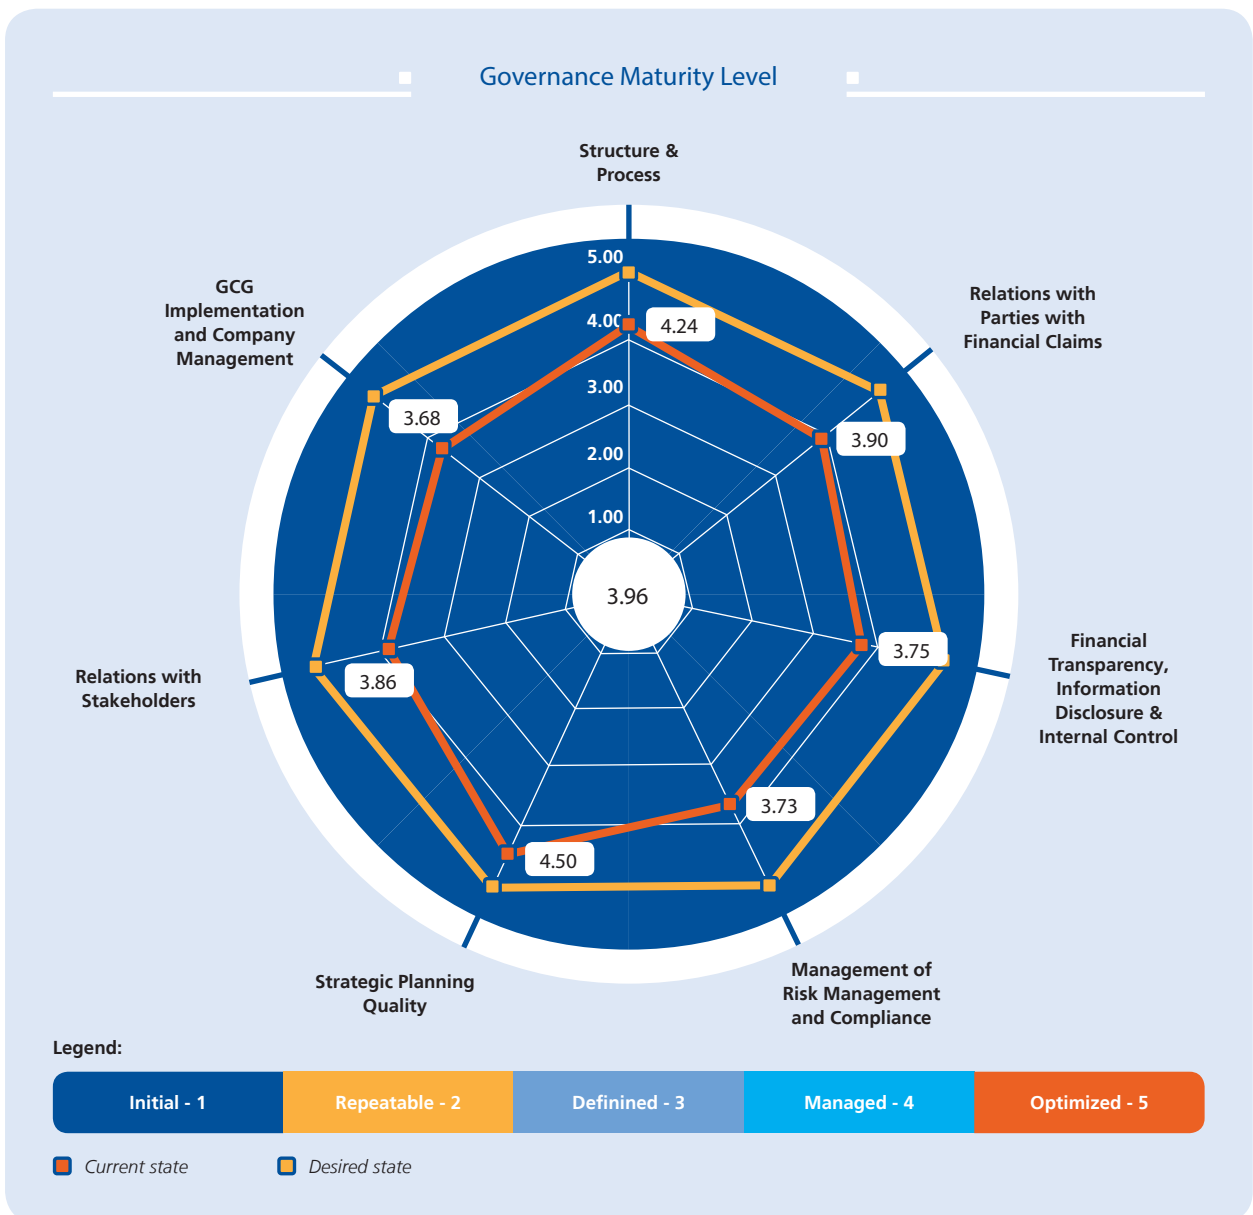 Governance Maturity Level
Structure &
Process
Relations with
Parties with
Financial Claims
Financial
Transparency,
Information
Disclosure &
Internal Control
Management of
Risk Management
and Compliance
Strategic Planning
Quality
Relations with
Stakeholders
GCG
Implementation
and Company
Management
5.00
4.00
3.00
2.00
1.00
4.24
3.90
3.75
3.73
4.50
3.86
3.68
3.96
Legend:
Initial - 1
Repeatable - 2
Definined - 3
Managed - 4
Optimized - 5
Current state
Desired state